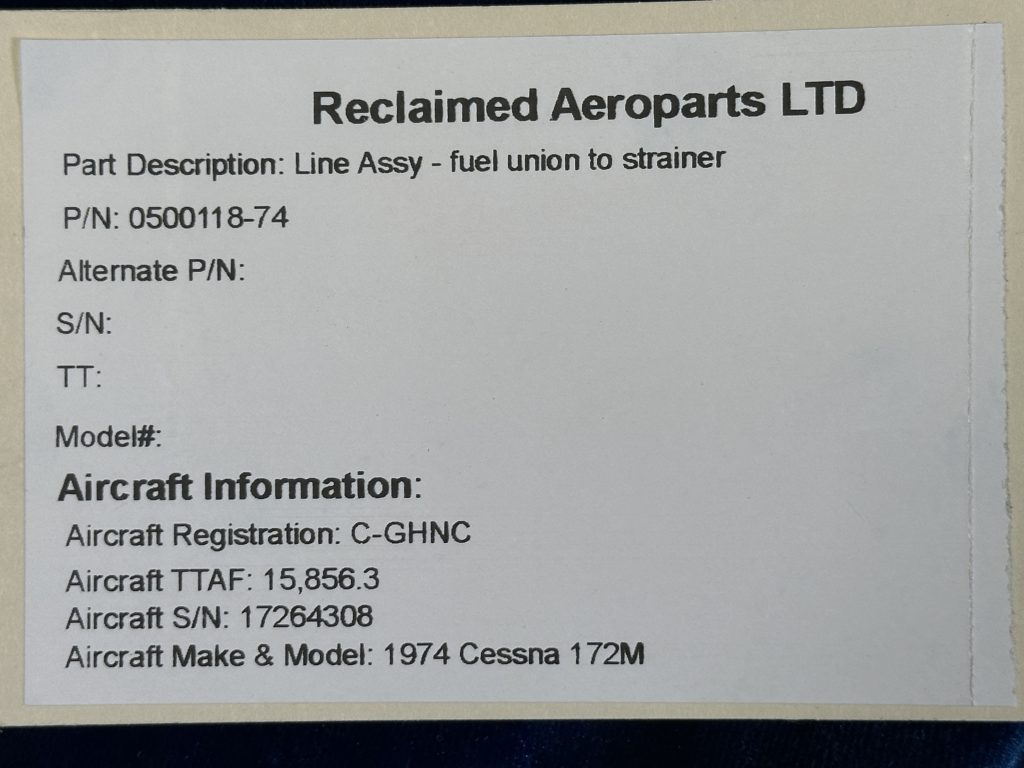 Reclaimed Aeroparts LTD
Part Description: Line Assy - fuel union to strainer
P/N: 0500118-74
Alternate P/N:
S/N:
TT:
Model#:
Aircraft Information:
Aircraft Registration: C-GHNC
Aircraft TTAF: 15,856.3
Aircraft S/N: 17264308
Aircraft Make & Model: 1974 Cessna 172M